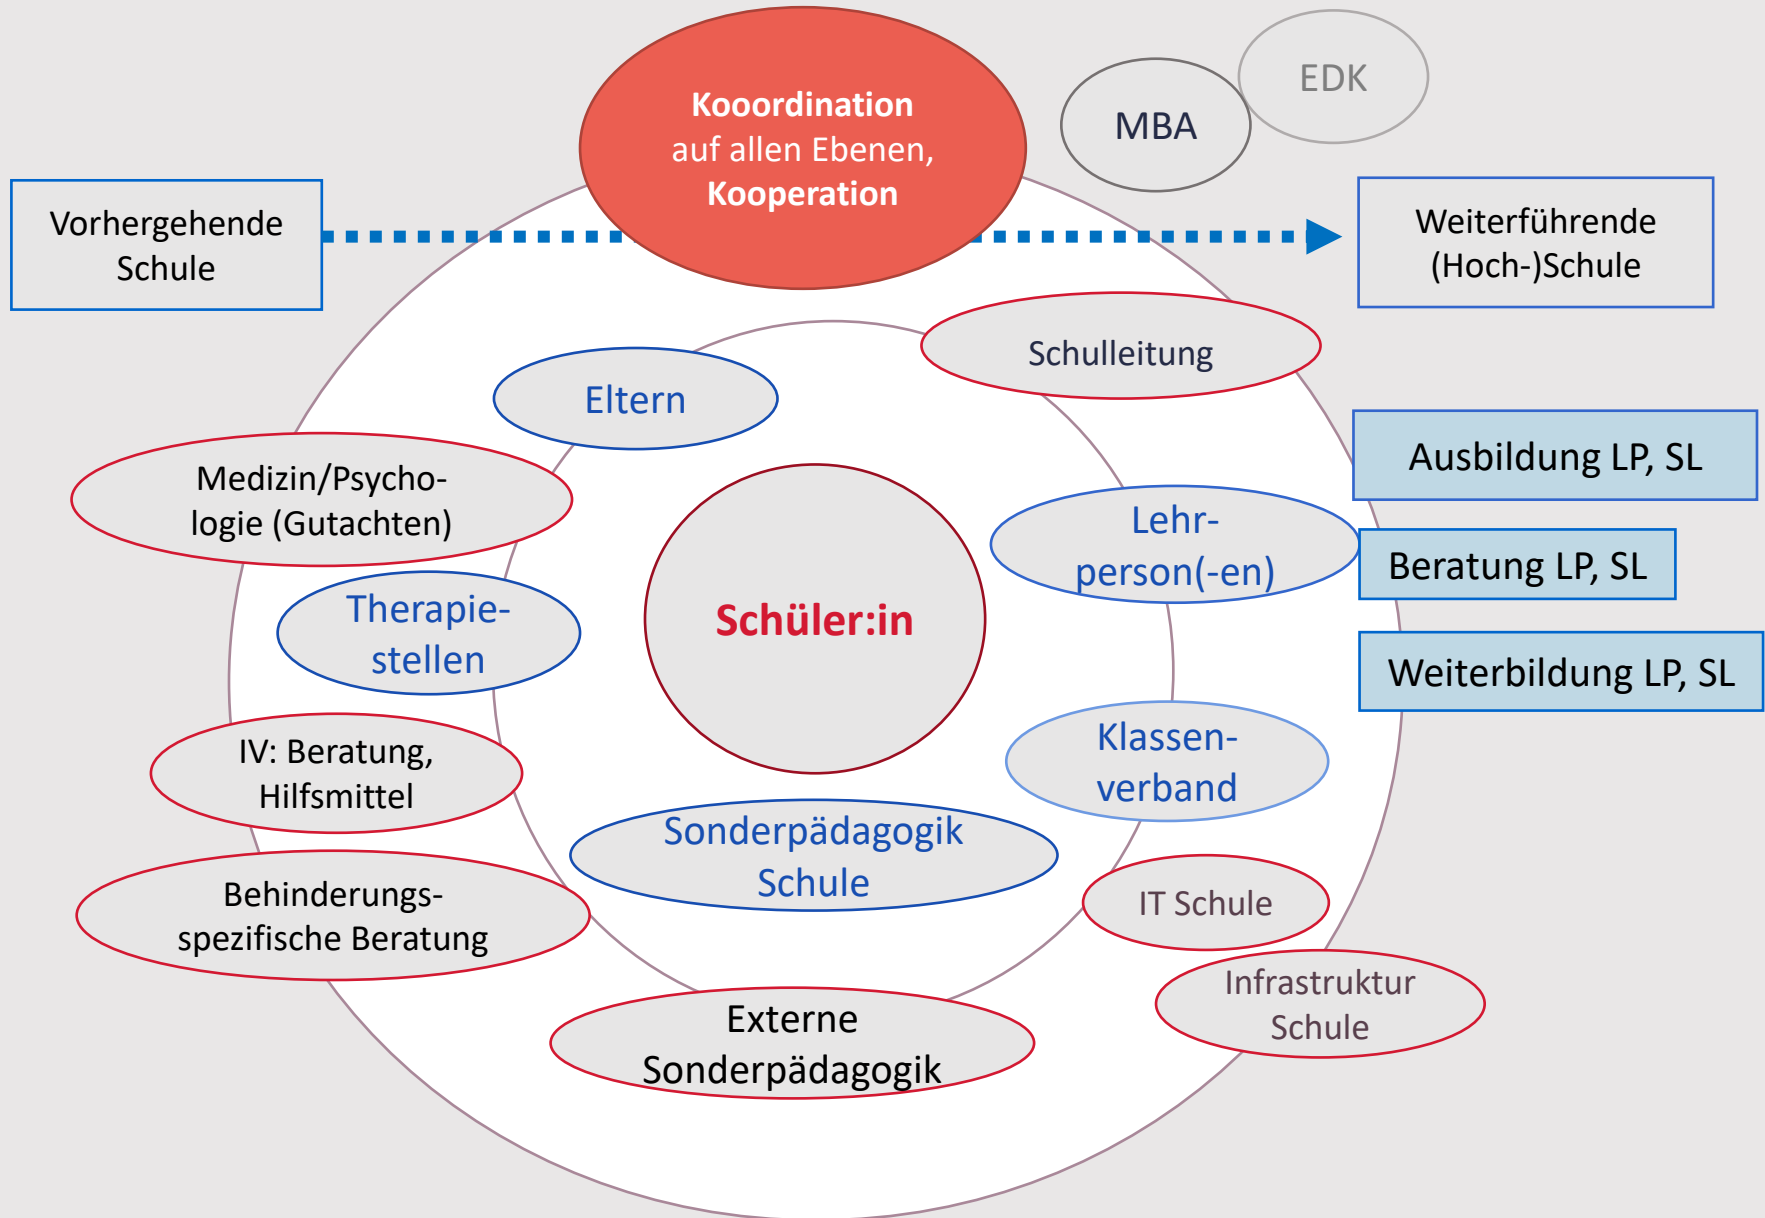 Kooordination
auf allen Ebenen,
Kooperation
MBA
EDK
Vorhergehende
Schule
Weiterführende
(Hoch-)Schule
Schulleitung
Eltern
Medizin/Psycho-
logie (Gutachten)
Ausbildung LP, SL
Lehr-
person(-en)
Beratung LP, SL
Therapie-
stellen
Schüler:in
Weiterbildung LP, SL
IV: Beratung,
Hilfsmittel
Klassen-
verband
Sonderpädagogik
Schule
Behinderungs-
spezifische Beratung
IT Schule
Infrastruktur
Schule
Externe
Sonderpädagogik